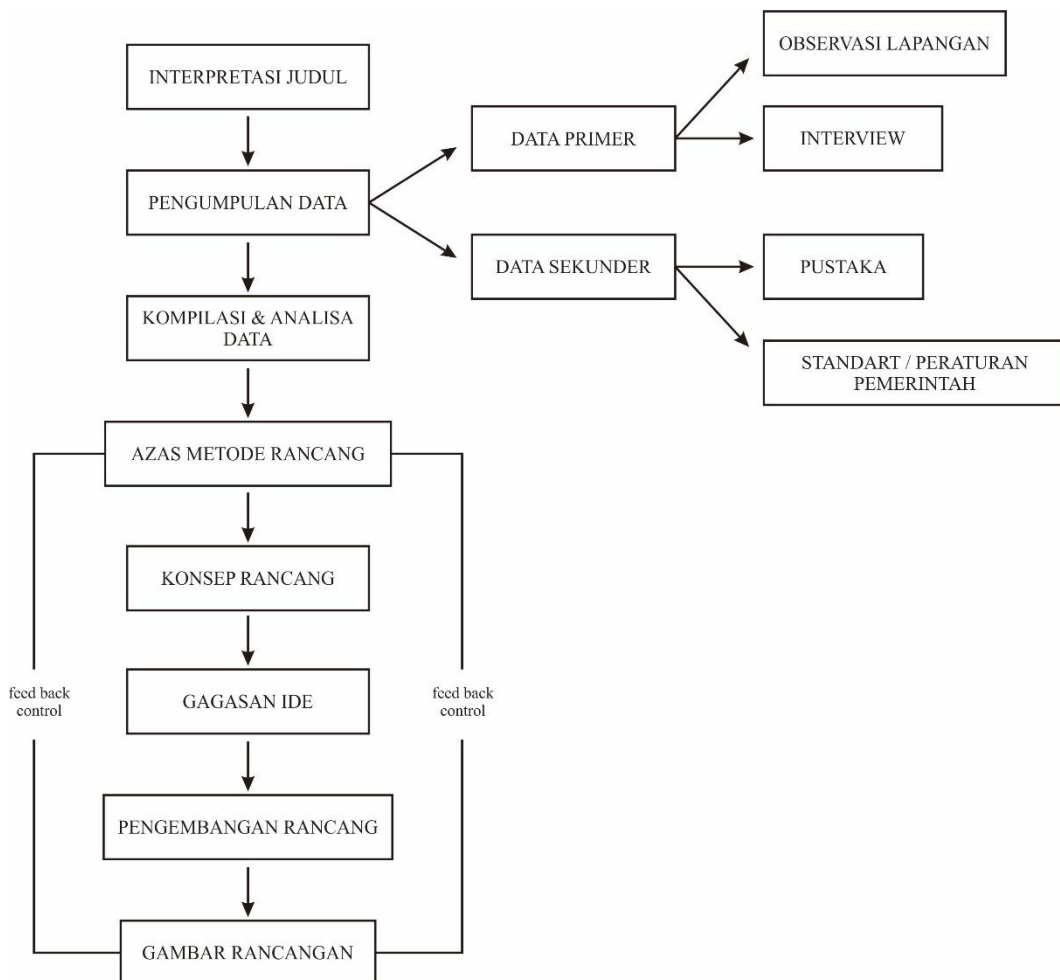 INTERPRETASI JUDUL
PENGUMPULAN DATA
DATA PRIMER
OBSERVASI LAPANGAN
INTERVIEW
DATA SEKUNDER
PUSTAKA
STANDART / PERATURAN
PEMERINTAH
KOMPILASI & ANALISA
DATA
AZAS METODE RANCANG
KONSEP RANCANG
GAGASAN IDE
feed back
control
feed back
control
PENGEMBANGAN RANCANG
GAMBAR RANCANGAN